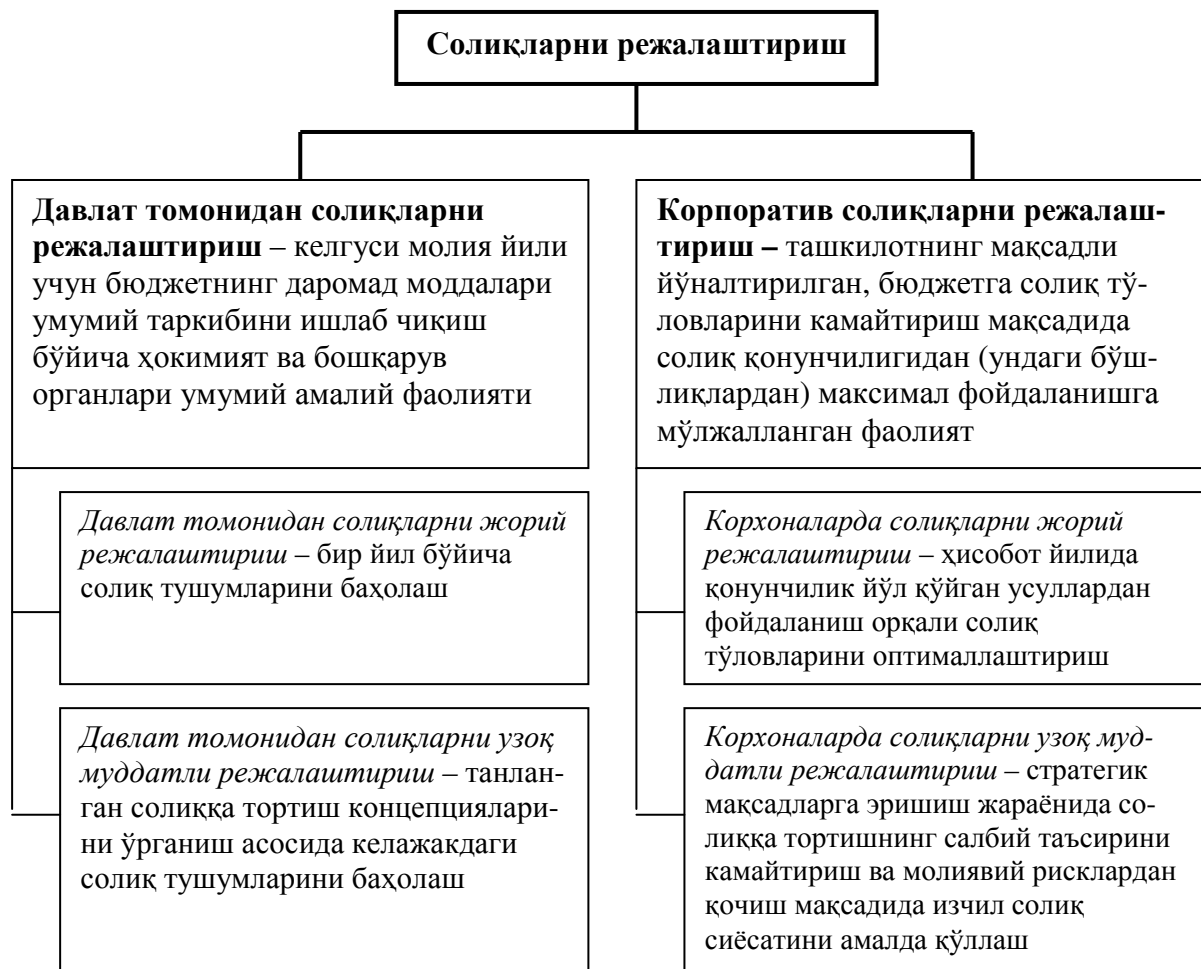 Солиқларни режалаштириш
Давлат томонидан солиқларни
режалаштириш – келгуси молия йили
учун бюджетнинг даромад моддалари
умумий таркибини ишлаб чиқиш
бўйича ҳокимият ва бошқарув
органлари умумий амалий фаолияти
Корпоратив солиқларни режалаш-
тириш – ташкилотнинг мақсадли
йўналтирилган, бюджетга солиқ тў-
ловларини камайтириш мақсадида
солиқ қонунчилигидан (ундаги бўш-
лиқлардан) максимал фойдаланишга
мўлжалланган фаолият
Давлат томонидан солиқларни жорий
режалаштириш – бир йил бўйича
солиқ тушумларини баҳолаш
Корхоналарда солиқларни жорий
режалаштириш – ҳисобот йилида
қонунчилик йўл қўйган усуллардан
фойдаланиш орқали солиқ
тўловларини оптималлаштириш
Давлат томонидан солиқларни узоқ
муддатли режалаштириш – танлан-
ган солиққа тортиш концепциялари-
ни ўрганиш асосида келажакдаги
солиқ тушумларини баҳолаш
Корхоналарда солиқларни узоқ муд-
датли режалаштириш – стратегик
мақсадларга эришиш жараёнида со-
лиққа тортишнинг салбий таъсирини
камайтириш ва молиявий рисклардан
қочиш мақсадида изчил солиқ
сиёсатини амалда қўллаш